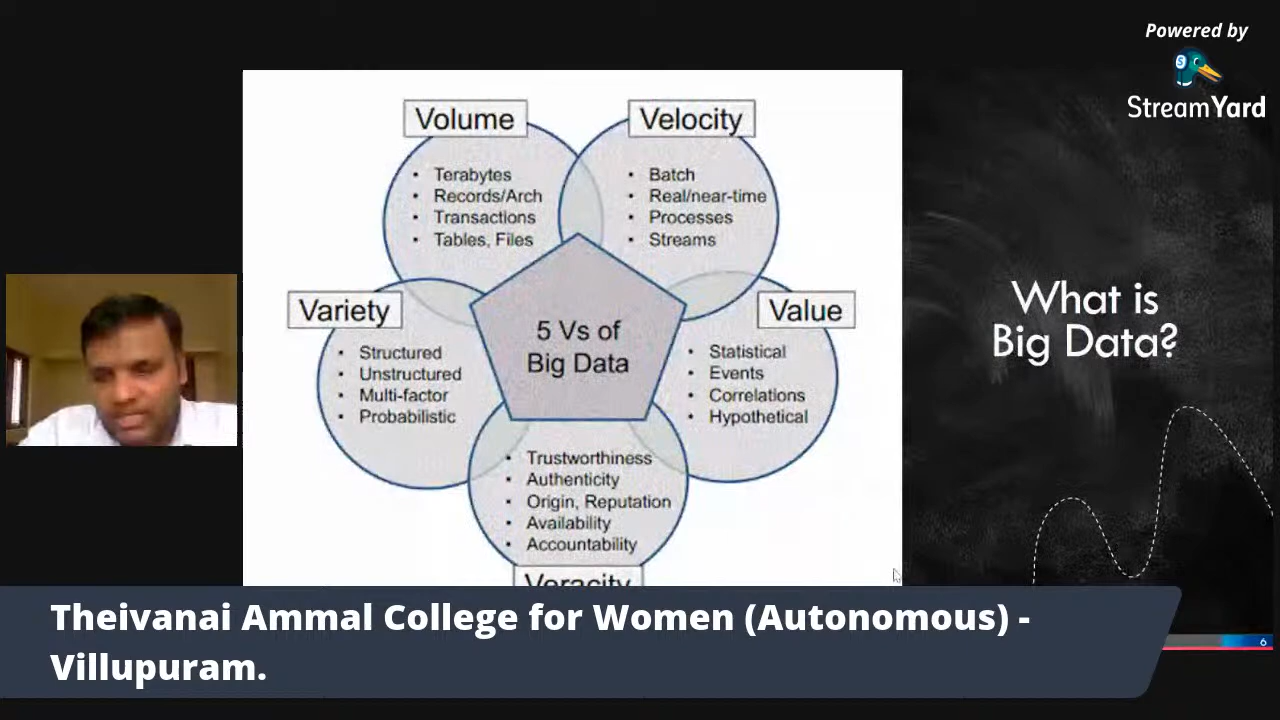 Powered by
StreamYard
Volume
Terabytes
Records/Arch
Transactions
Tables, Files
Velocity
Batch
Real/near-time
Processes
Streams
Variety
Structured
Unstructured
Multi-factor
Probabilistic
5 Vs of
Big Data
Value
Statistical
Events
Correlations
Hypothetical
Trustworthiness
Authenticity
Origin, Reputation
Availability
Accountability
Veracity
What is
Big Data?
6
Theivanai Ammal College for Women (Autonomous) -
Villupuram.